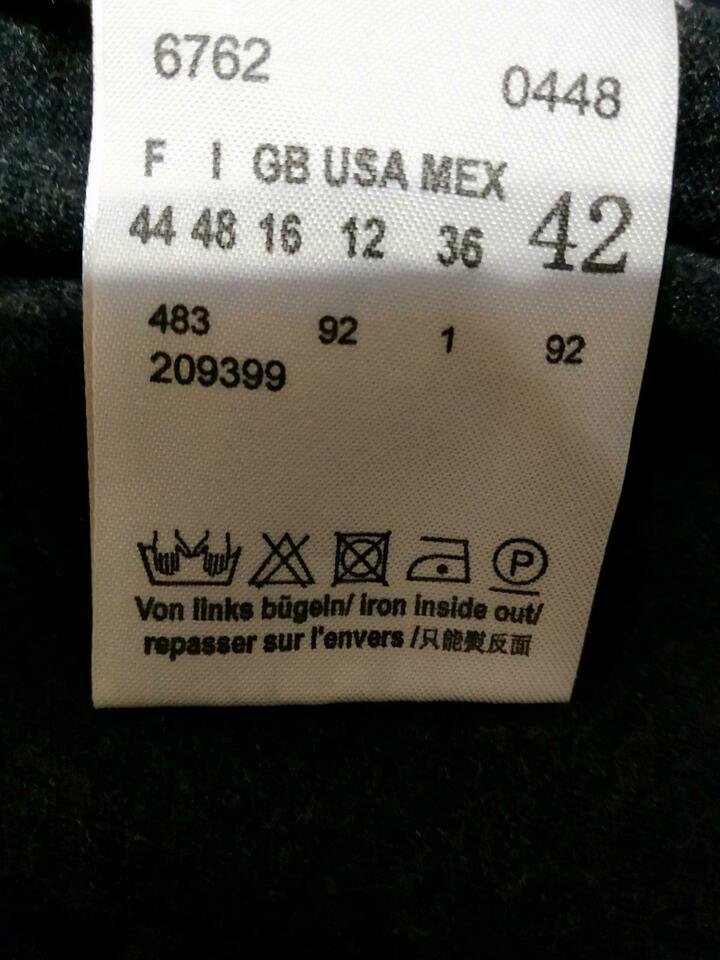 6762 0448
F I GB USA MEX
44 48 16 12 36 42
483 92 1 92
209399
P
Von links bügeln/ iron inside out/
repasser sur l'envers /只能熨反面